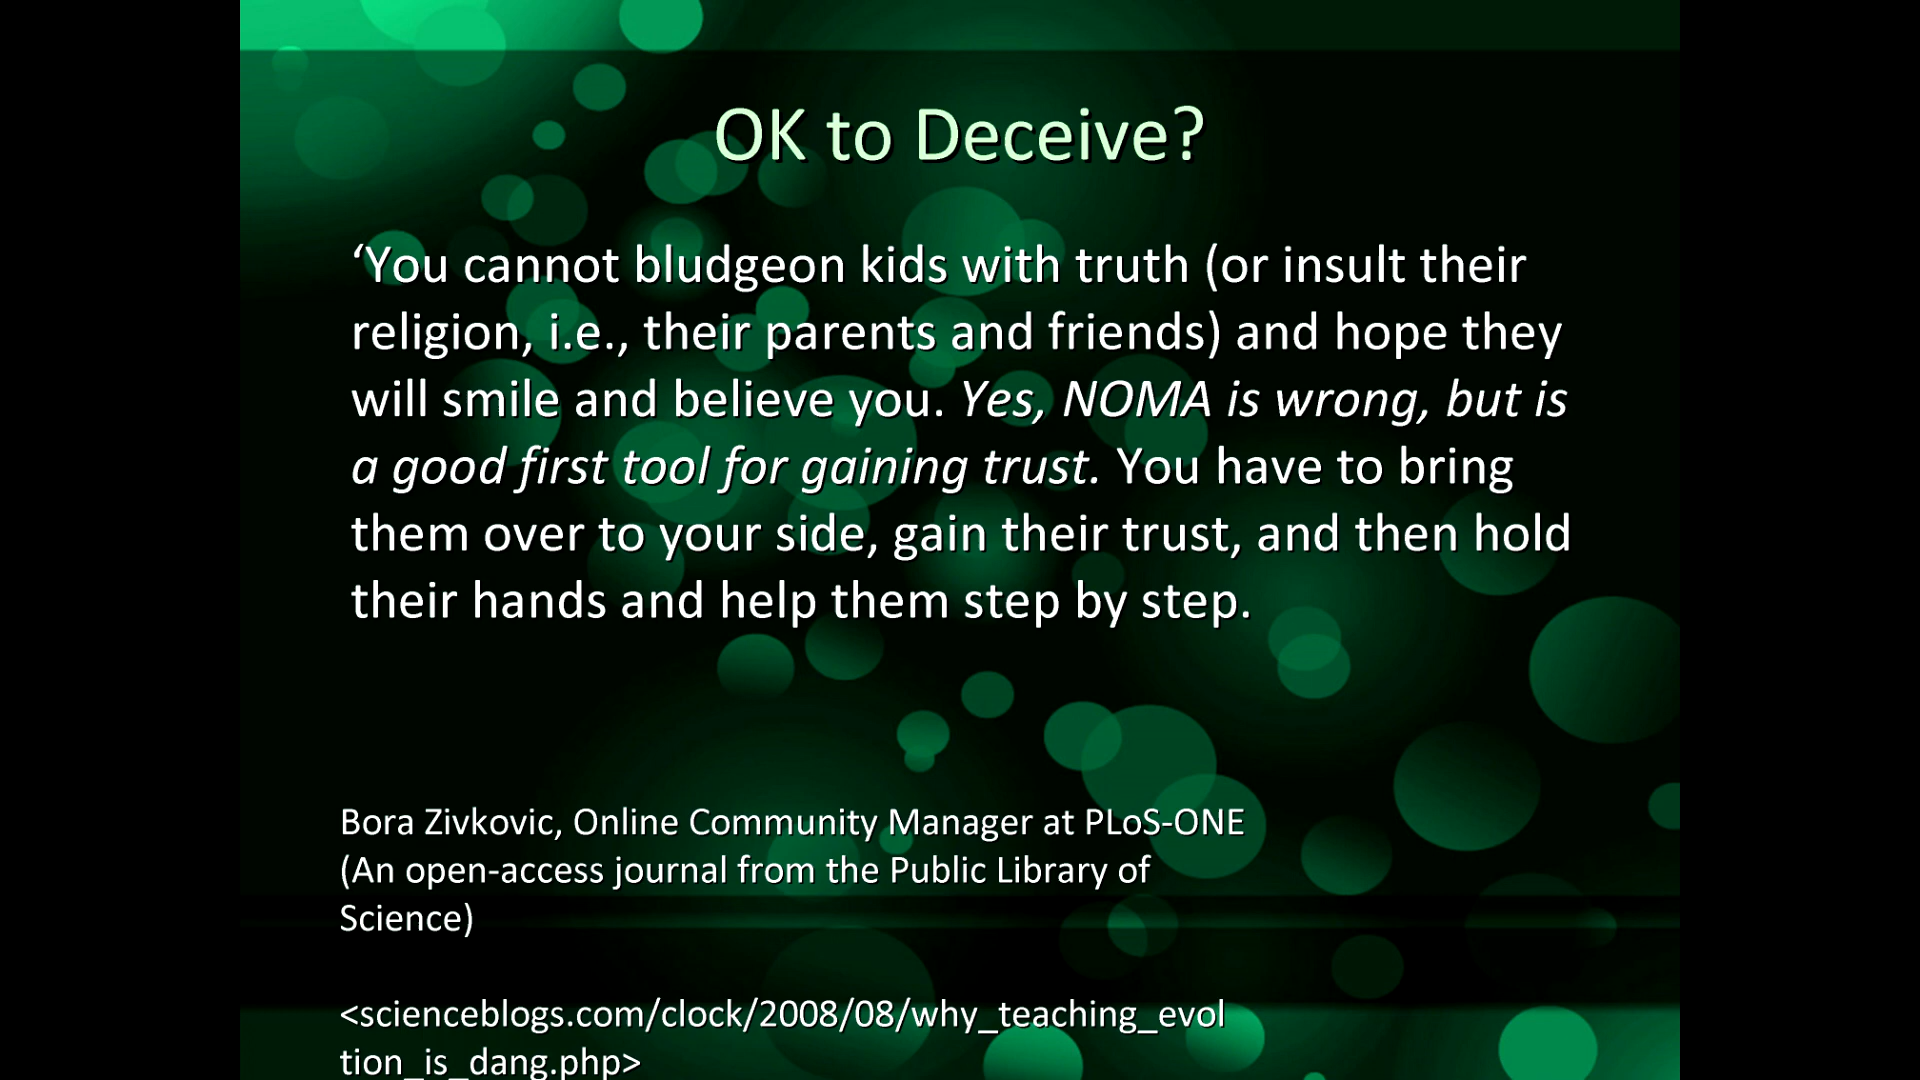 OK to Deceive?
‘You cannot bludgeon kids with truth (or insult their
religion, i.e., their parents and friends) and hope they
will smile and believe you. Yes, NOMA is wrong, but is
a good first tool for gaining trust. You have to bring
them over to your side, gain their trust, and then hold
their hands and help them step by step.
Bora Zivkovic, Online Community Manager at PLoS-ONE
(An open-access journal from the Public Library of
Science)
<scienceblogs.com/clock/2008/08/why_teaching_evol
tion_is_dang.php>